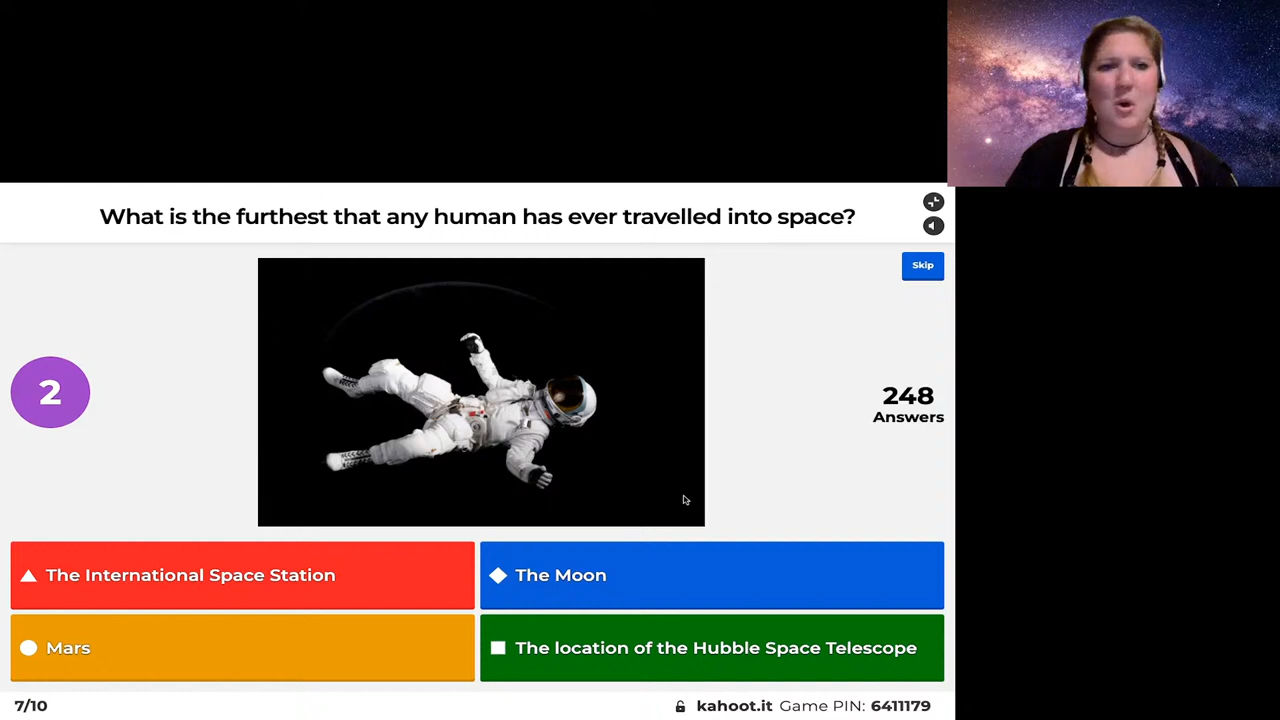 What is the furthest that any human has ever travelled into space?
Skip
2
248
Answers
The International Space Station
The Moon
Mars
The location of the Hubble Space Telescope
7/10
kahoot.it Game PIN: 6411179